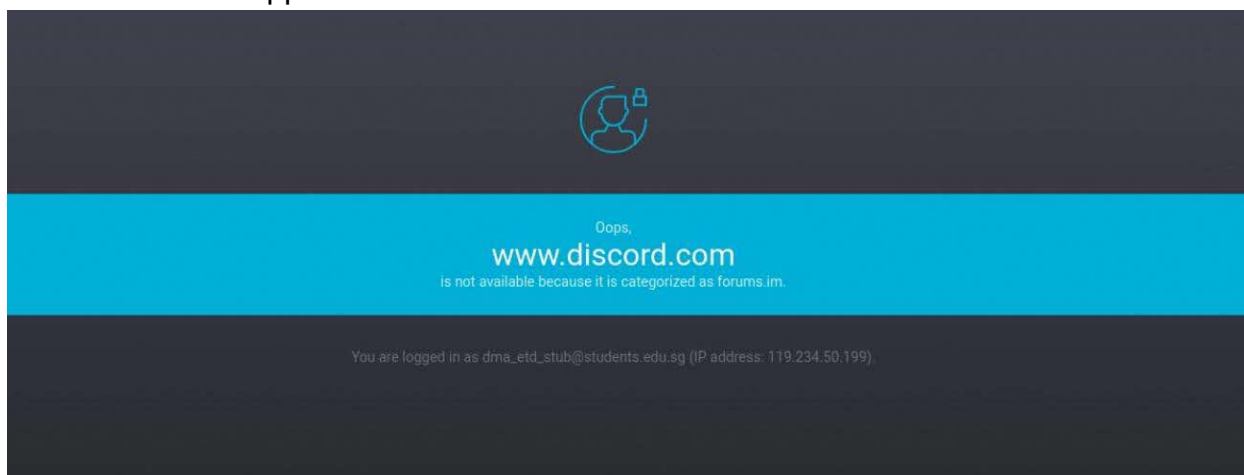 Oops,
www.discord.com
is not available because it is categorized as forums.im.
You are logged in as dma_etd_stub@students.edu.sg (IP address: 119.234.50.199).